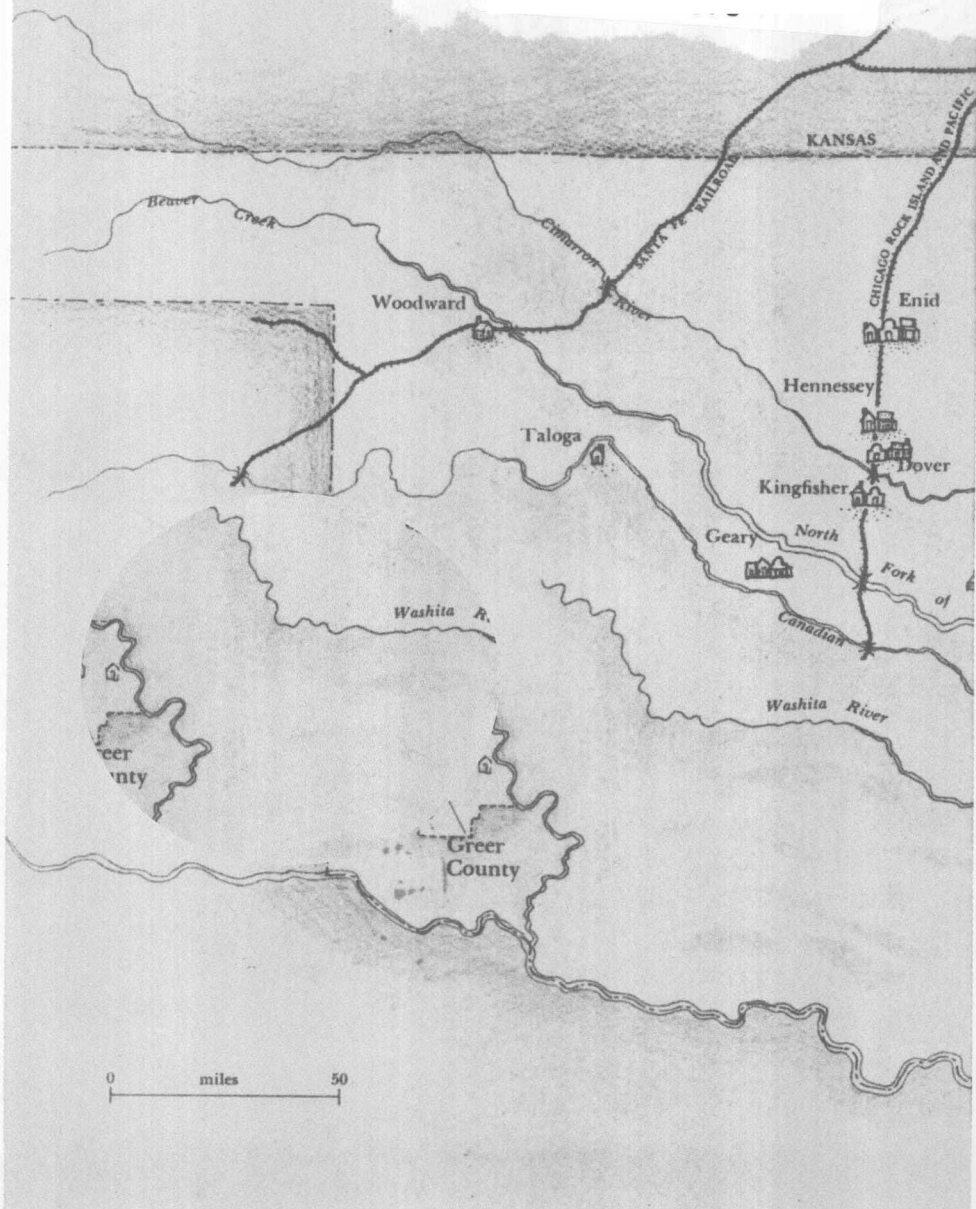 KANSAS
CHICAGO ROCK ISLAND AND PACIFIC
SANTA FE RAILROAD
Beaver Creek
Cimarron River
Woodward
Enid
Hennessey
Taloga
Dover
Kingfisher
Geary
North Fork of
Canadian
Washita R.
Washita River
eer
unty
Greer
County
0 miles 50